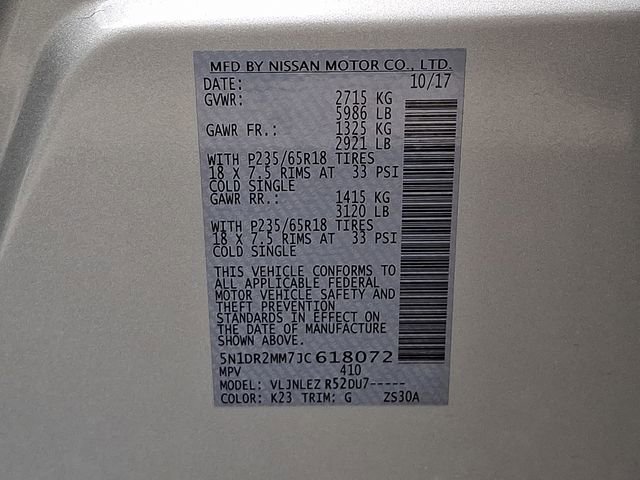 MFD BY NISSAN MOTOR CO., LTD.
DATE: 10/17
GVWR: 2715 KG
5986 LB
GAWR FR.: 1325 KG
2921 LB
WITH P235/65R18 TIRES
18 X 7.5 RIMS AT 33 PSI
COLD SINGLE
GAWR RR.: 1415 KG
3120 LB
WITH P235/65R18 TIRES
18 X 7.5 RIMS AT 33 PSI
COLD SINGLE
THIS VEHICLE CONFORMS TO
ALL APPLICABLE FEDERAL
MOTOR VEHICLE SAFETY AND
THEFT PREVENTION
STANDARDS IN EFFECT ON
THE DATE OF MANUFACTURE
SHOWN ABOVE.
5N1DR2MM7JC618072
MPV 410
MODEL: VLJNLEZ R52DU7-----
COLOR: K23 TRIM: G ZS30A